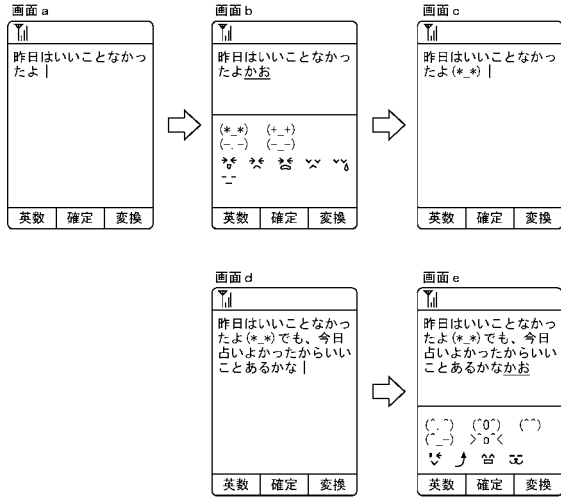 画面a
昨日はいいことなかっ
たよ|
英数 確定 変換
画面b
昨日はいいことなかっ
たよかお
(*_*) (+_+)
(-.-) (-_-)
英数 確定 変換
画面c
昨日はいいことなかっ
たよ(*_*)|
英数 確定 変換
画面d
昨日はいいことなかっ
たよ(*_*)でも、今日
占いよかったからいい
ことあるかな|
英数 確定 変換
画面e
昨日はいいことなかっ
たよ(*_*)でも、今日
占いよかったからいい
ことあるかなかお
(^.^) (^0^) (^^)
(^_-) >^o^<
英数 確定 変換